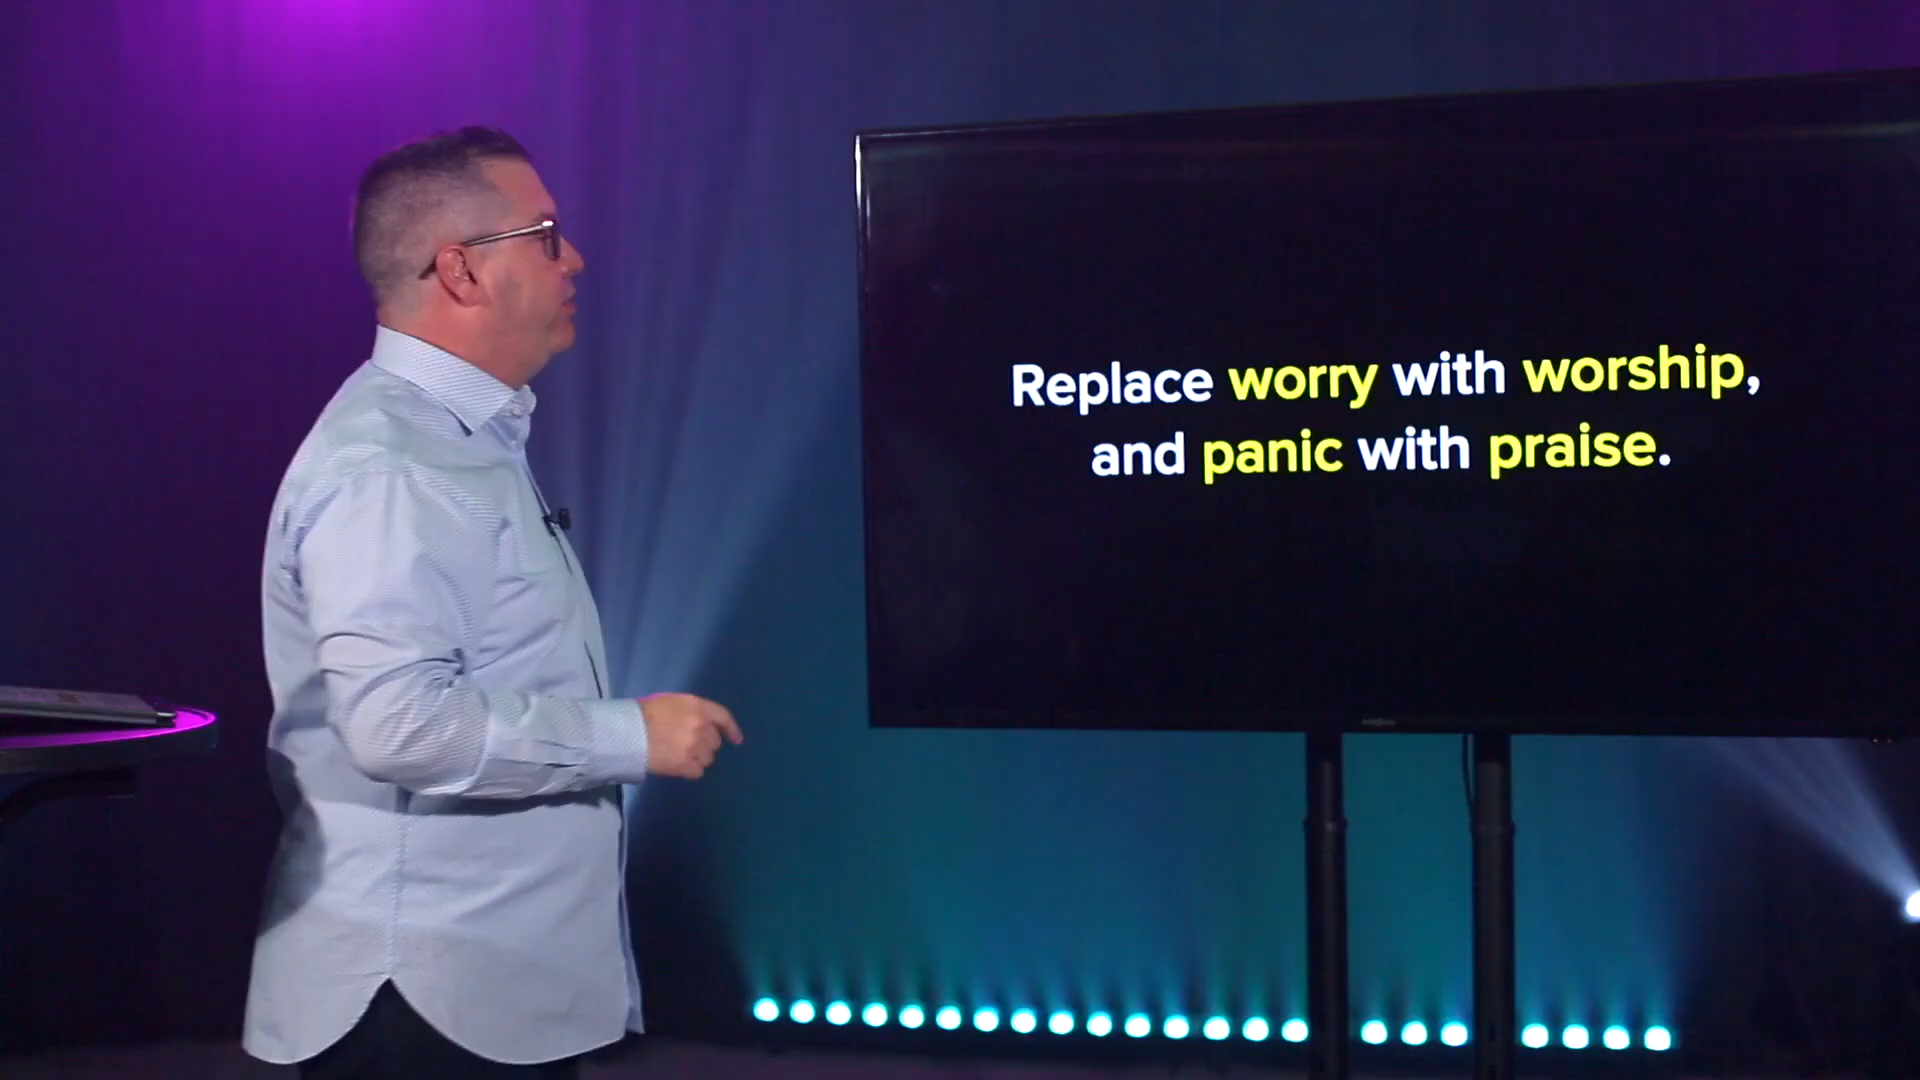 Replace worry with worship,
and panic with praise.